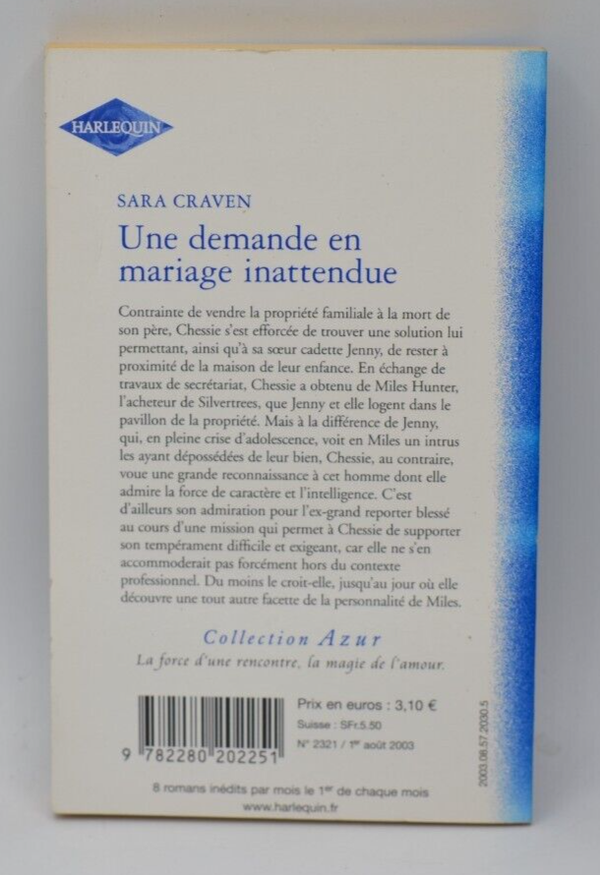 HARLEQUIN
SARA CRAVEN
Une demande en
mariage inattendue
Contrainte de vendre la propriété familiale à la mort de
son père, Chessie s'est efforcée de trouver une solution lui
permettant, ainsi qu'à sa sœur cadette Jenny, de rester à
proximité de la maison de leur enfance. En échange de
travaux de secrétariat, Chessie a obtenu de Miles Hunter,
l'acheteur de Silvertrees, que Jenny et elle logent dans le
pavillon de la propriété. Mais à la différence de Jenny,
qui, en pleine crise d'adolescence, voit en Miles un intrus
les ayant dépossédées de leur bien, Chessie, au contraire,
voue une grande reconnaissance à cet homme dont elle
admire la force de caractère et l'intelligence. C'est
d'ailleurs son admiration pour l'ex-grand reporter blessé
au cours d'une mission qui permet à Chessie de supporter
son tempérament difficile et exigeant, car elle ne s'en
accommoderait pas forcément hors du contexte
professionnel. Du moins le croit-elle, jusqu'au jour où elle
découvre une tout autre facette de la personnalité de Miles.
Collection Azur
La force d'une rencontre, la magie de l'amour.
Prix en euros : 3,10 €
Suisse : SFr.5.50
N° 2321 / 1er août 2003
9 782280 202251
2003.08.57.2030.5
8 romans inédits par mois le 1er de chaque mois
www.harlequin.fr